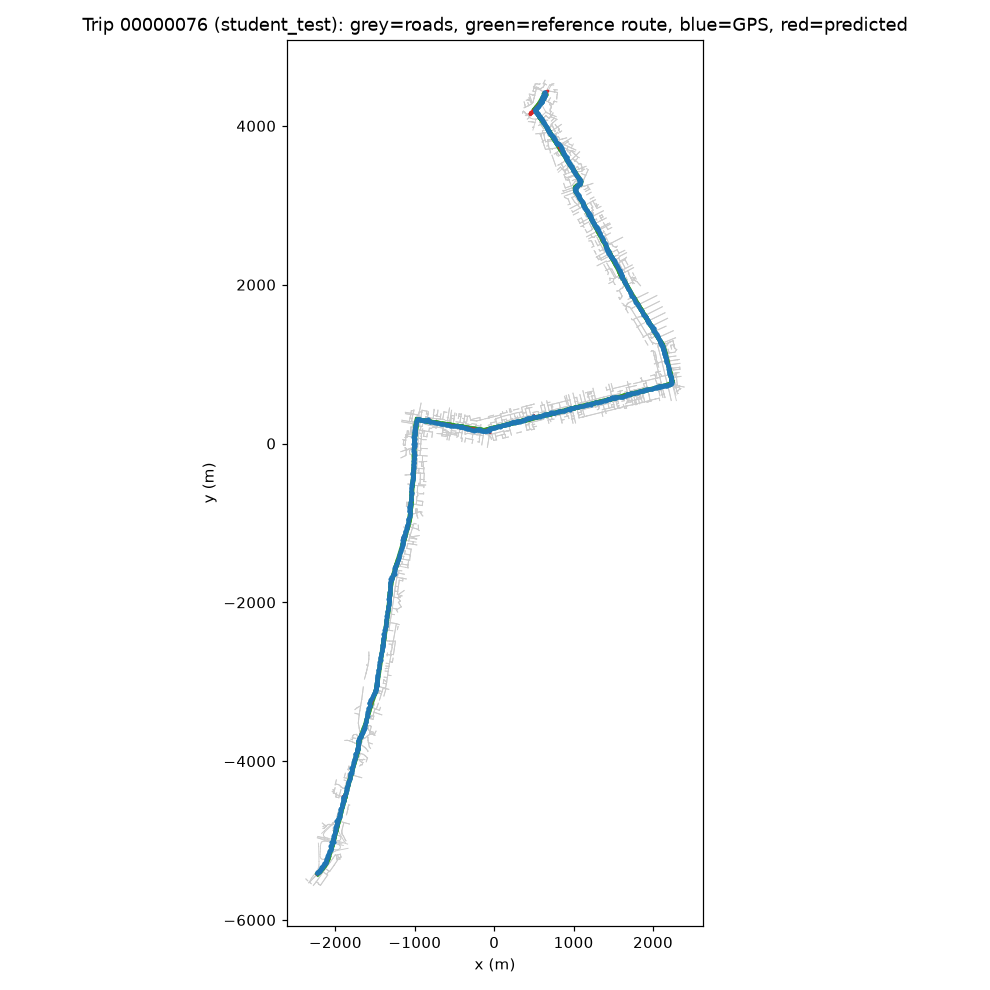 Trip 00000076 (student_test): grey=roads, green=reference route, blue=GPS, red=predicted
4000
2000
0
−2000
−4000
−6000
y (m)
−2000 −1000 0 1000 2000
x (m)